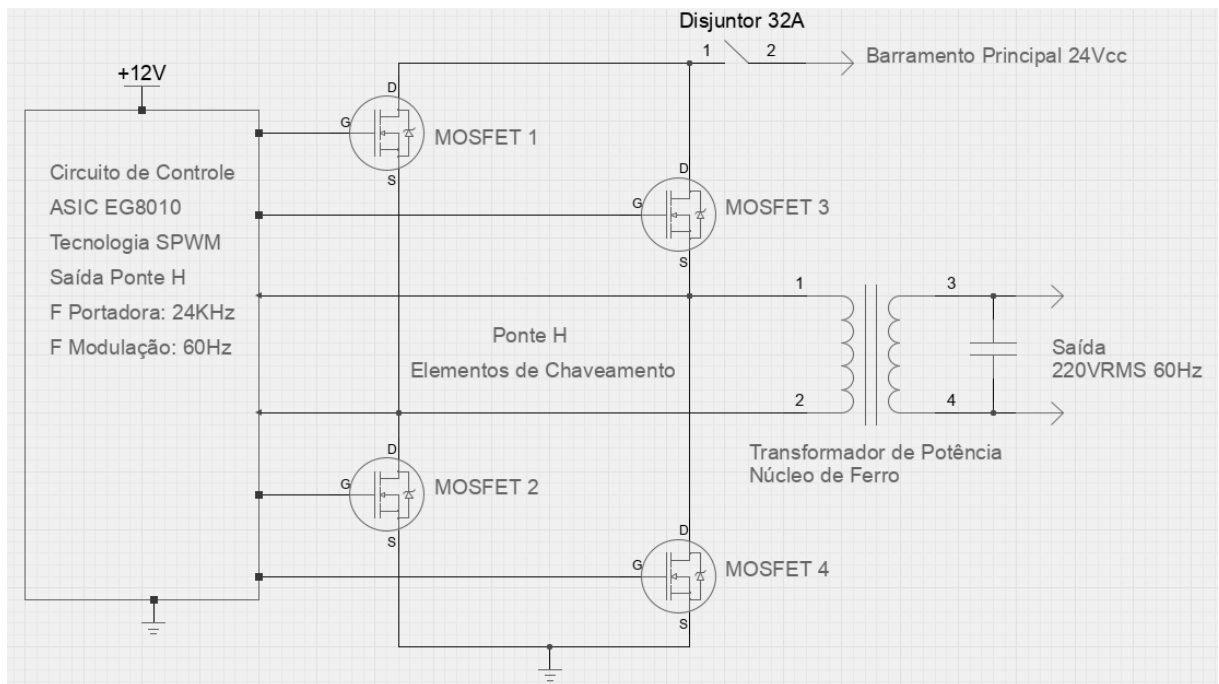 Disjuntor 32A
1
2
Barramento Principal 24Vcc
+12V
D
G
MOSFET 1
S
Circuito de Controle
ASIC EG8010
Tecnologia SPWM
Saída Ponte H
F Portadora: 24KHz
F Modulação: 60Hz
D
G
MOSFET 3
S
1
3
Ponte H
Elementos de Chaveamento
Saída
220VRMS 60Hz
2
4
Transformador de Potência
Núcleo de Ferro
D
G
MOSFET 2
S
D
G
MOSFET 4
S